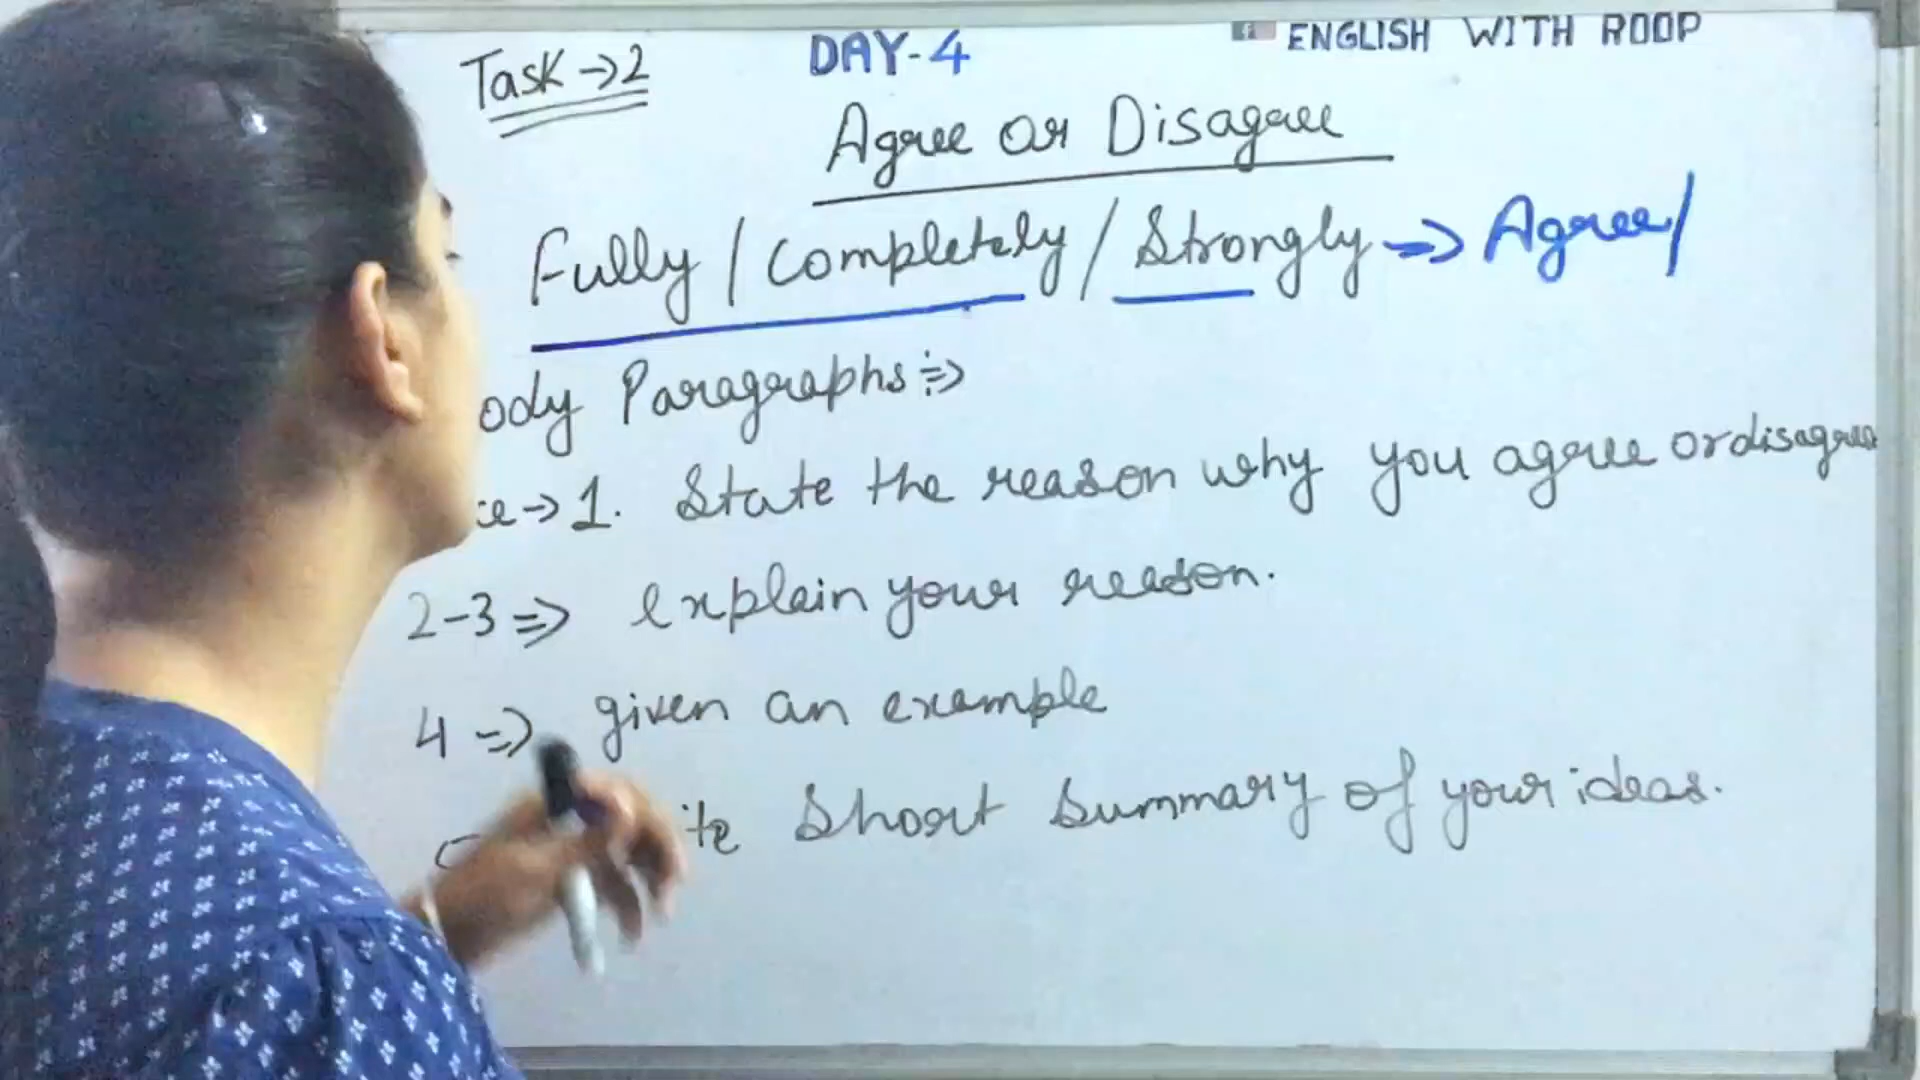 Task → 2 DAY-4 ENGLISH WITH ROOP
Agree or Disagree
Fully / Completely / Strongly ⇒ Agree/
ody Paragraphs ÷>
ce → 1. State the reason why you agree or disagree
2-3 ⇒ explain your reason.
4 ⇒ given an example
ite Short Summary of your ideas.